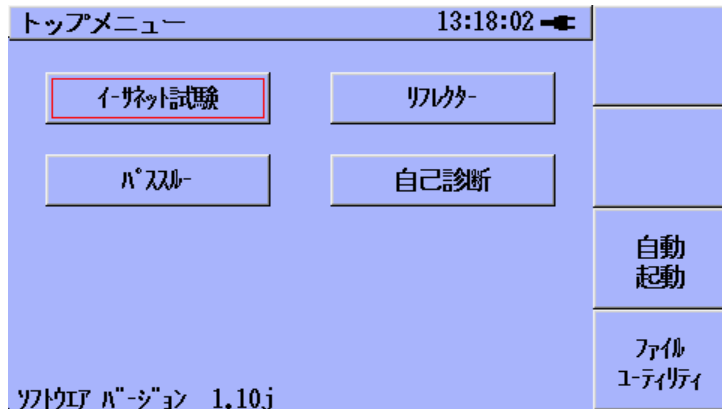 トップメニュー 13:18:02
ｲｰｻﾈｯﾄ試験 ﾘﾌﾚｸﾀｰ
ﾊﾟｽｽﾙｰ 自己診断
自動
起動
ﾌｧｲﾙ
ﾕｰﾃｨﾘﾃｨ
ｿﾌﾄｳｴｱ ﾊﾞｰｼﾞｮﾝ 1.10j